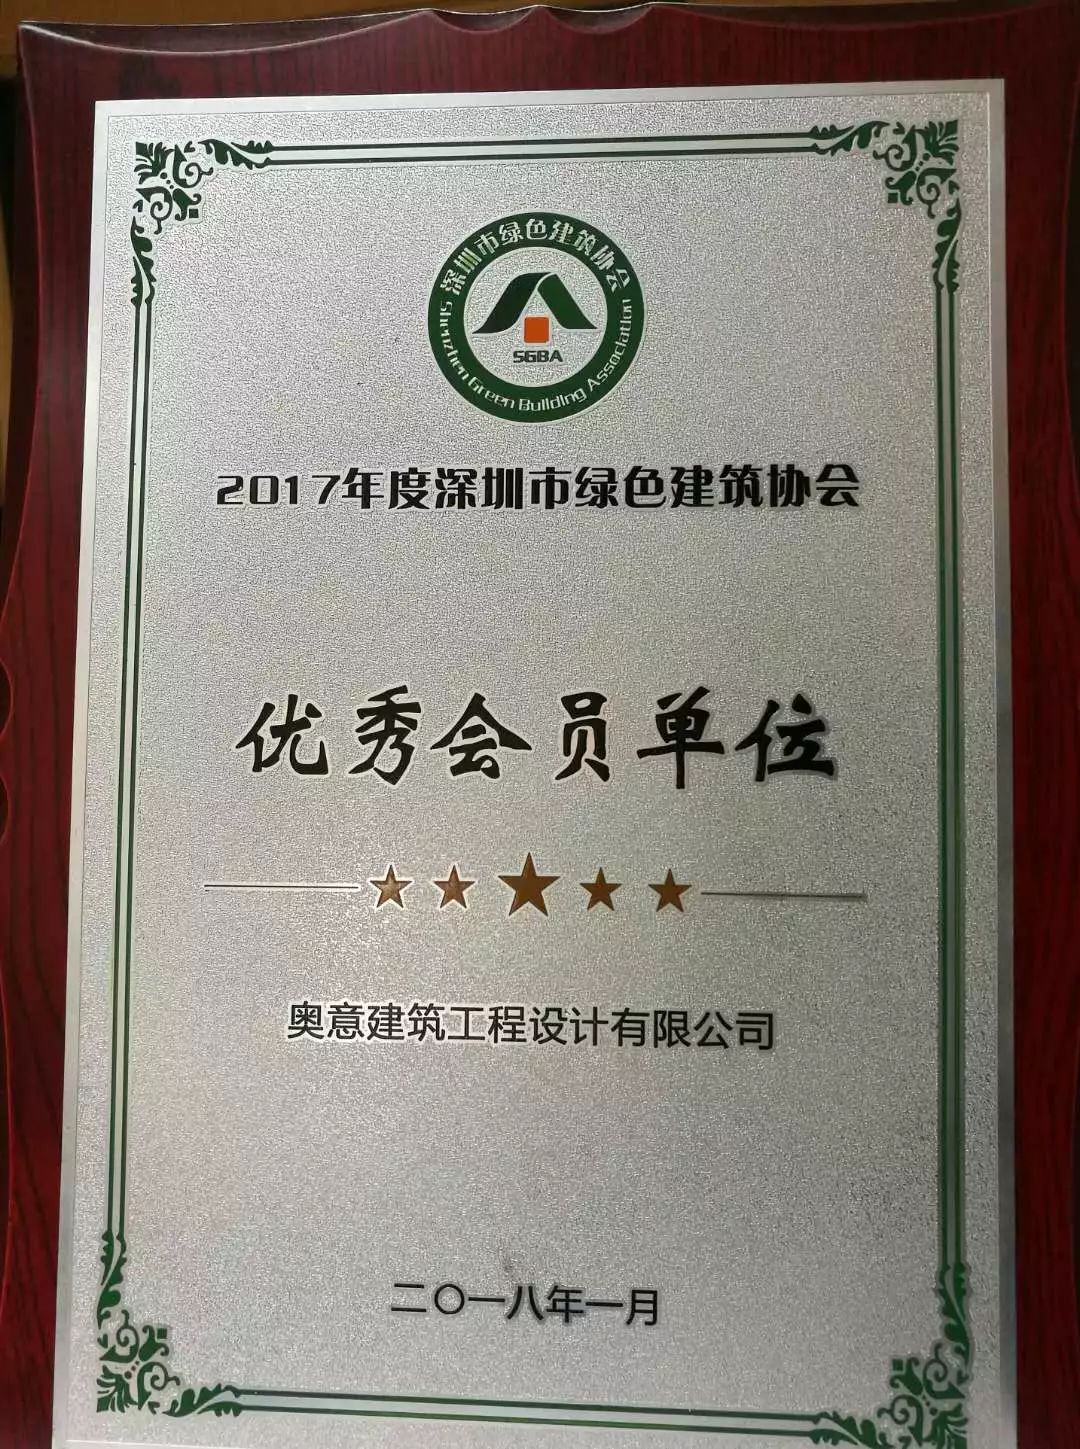 深圳市绿色建筑协会
SGBA
Shenzhen Green Building Association
2017年度深圳市绿色建筑协会
优秀会员单位
奥意建筑工程设计有限公司
二〇一八年一月